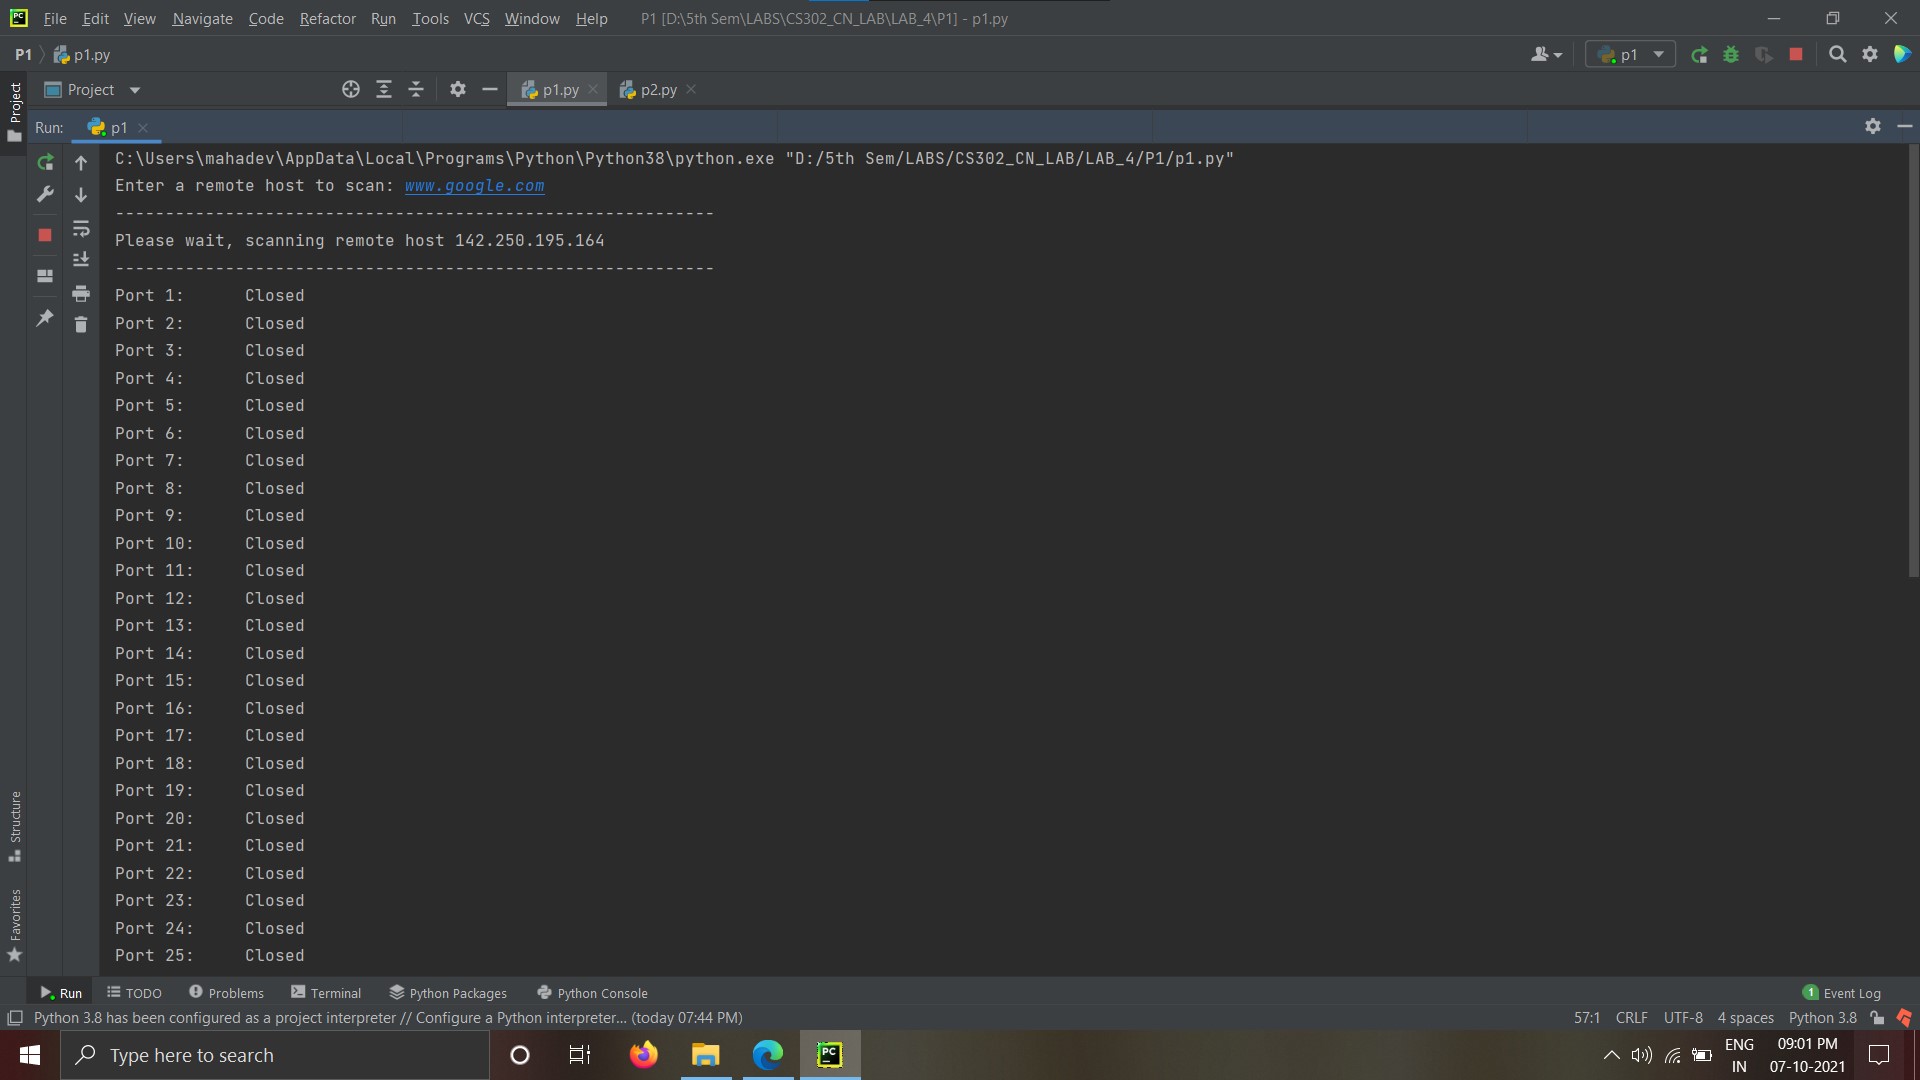 File Edit View Navigate Code Refactor Run Tools VCS Window Help P1 [D:\5th Sem\LABS\CS302_CN_LAB\LAB_4\P1] - p1.py
P1 p1.py p1
Project p1.py p2.py
Project
Run: p1
C:\Users\mahadev\AppData\Local\Programs\Python\Python38\python.exe "D:/5th Sem/LABS/CS302_CN_LAB/LAB_4/P1/p1.py"
Enter a remote host to scan: www.google.com
------------------------------------------------------------
Please wait, scanning remote host 142.250.195.164
------------------------------------------------------------
Port 1: Closed
Port 2: Closed
Port 3: Closed
Port 4: Closed
Port 5: Closed
Port 6: Closed
Port 7: Closed
Port 8: Closed
Port 9: Closed
Port 10: Closed
Port 11: Closed
Port 12: Closed
Port 13: Closed
Port 14: Closed
Port 15: Closed
Port 16: Closed
Port 17: Closed
Port 18: Closed
Port 19: Closed
Port 20: Closed
Port 21: Closed
Port 22: Closed
Port 23: Closed
Port 24: Closed
Port 25: Closed
Structure
Favorites
Run TODO Problems Terminal Python Packages Python Console 1 Event Log
Python 3.8 has been configured as a project interpreter // Configure a Python interpreter... (today 07:44 PM) 57:1 CRLF UTF-8 4 spaces Python 3.8
Type here to search
ENG 09:01 PM
IN 07-10-2021